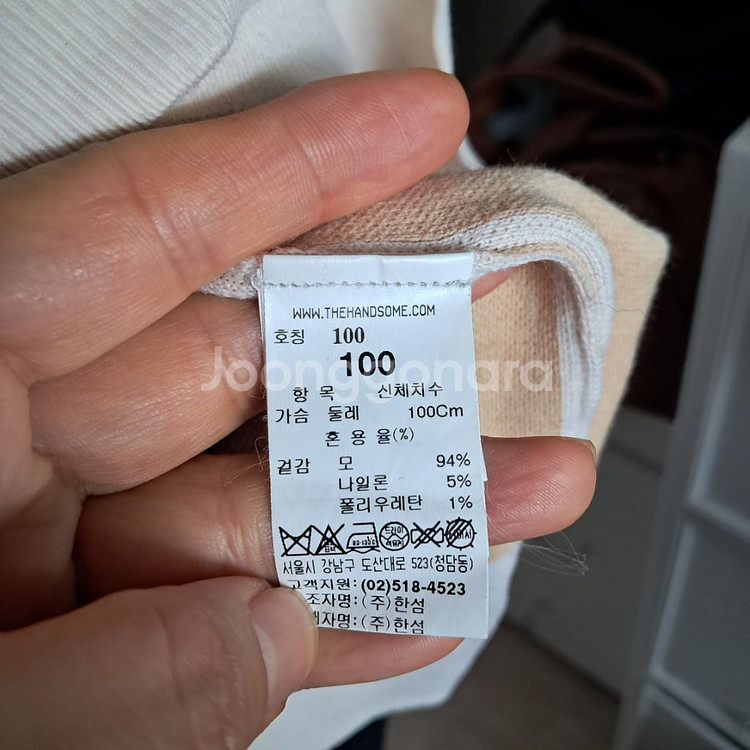 WWW.THEHANDSOME.COM
호칭 100
100
Joonggonara
항 목 신체치수
가슴 둘레 100Cm
혼 용 율(%)
겉감 모 94%
나일론 5%
폴리우레탄 1%
서울시 강남구 도산대로 523(청담동)
고객지원: (02)518-4523
조자명: (주)한섬
자명: (주)한섬